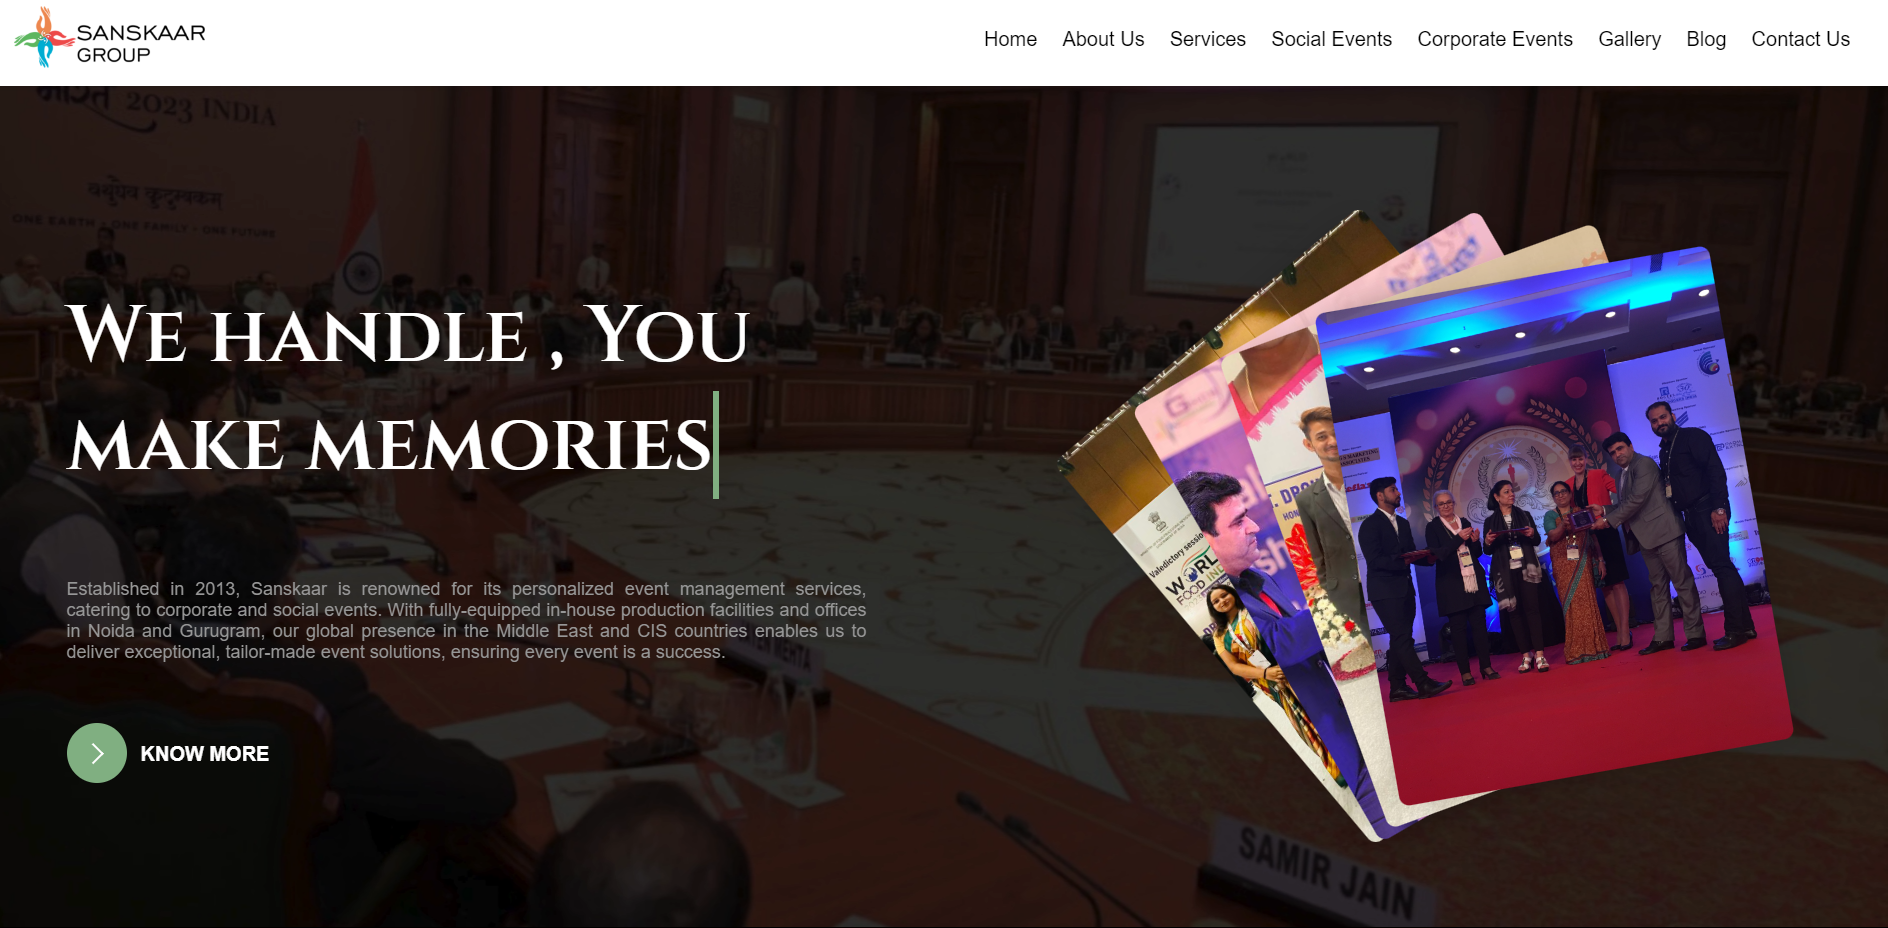 SANSKAAR
GROUP
Home About Us Services Social Events Corporate Events Gallery Blog Contact Us
भारत 2023 INDIA
वसुधैव कुटुम्बकम्
ONE EARTH • ONE FAMILY • ONE FUTURE
We handle , You
make memories
Established in 2013, Sanskaar is renowned for its personalized event management services,
catering to corporate and social events. With fully-equipped in-house production facilities and offices
in Noida and Gurugram, our global presence in the Middle East and CIS countries enables us to
deliver exceptional, tailor-made event solutions, ensuring every event is a success.
KNOW MORE
Valedictory session
WORL
FOOD IND
MEHTA
SAMIR JAIN